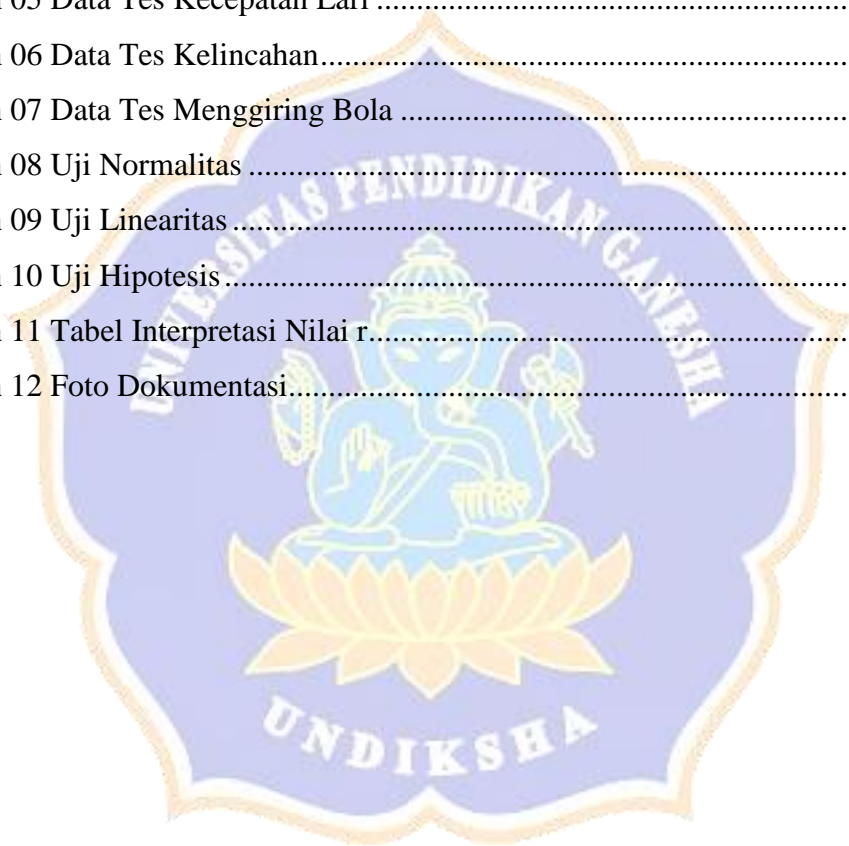 05 Data Tes Kecepatan Lari ............................................................
06 Data Tes Kelincahan....................................................................
07 Data Tes Menggiring Bola .........................................................
08 Uji Normalitas .............................................................................
09 Uji Linearitas ...............................................................................
10 Uji Hipotesis ................................................................................
11 Tabel Interpretasi Nilai r..............................................................
12 Foto Dokumentasi........................................................................
UNIVERSITAS PENDIDIKAN GANESHA
UNDIKSHA